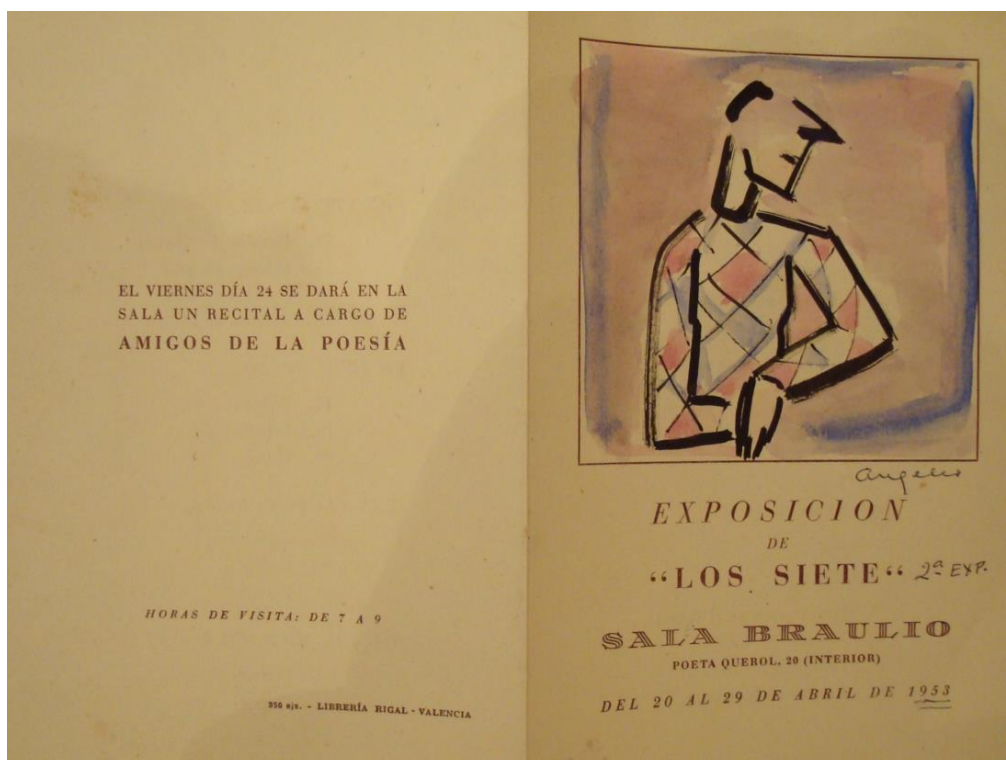 EL VIERNES DÍA 24 SE DARÁ EN LA
SALA UN RECITAL A CARGO DE
AMIGOS DE LA POESÍA
HORAS DE VISITA: DE 7 A 9
350 ejs. - LIBRERÍA RIGAL - VALENCIA
Angeles
EXPOSICION
DE
“LOS SIETE“ 2ª EXP.
SALA BRAULIO
POETA QUEROL, 20 (INTERIOR)
DEL 20 AL 29 DE ABRIL DE 1953